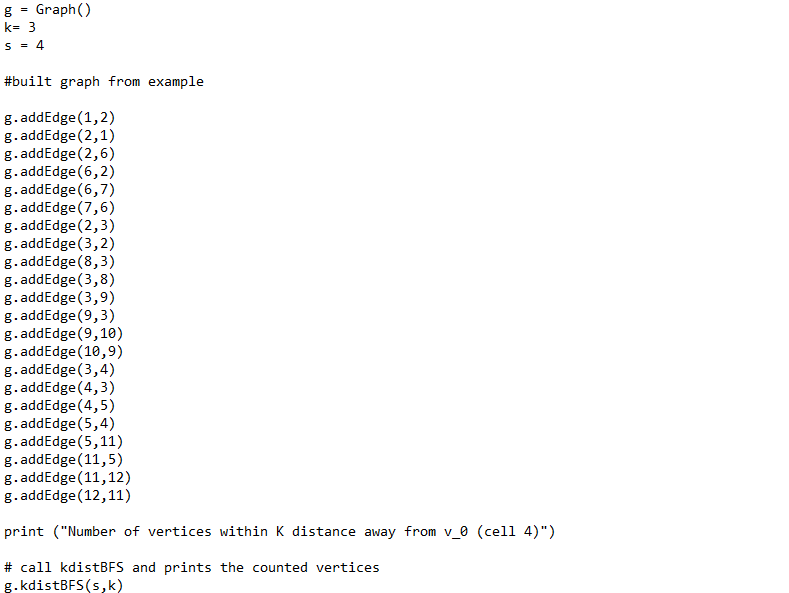 g = Graph()
k= 3
s = 4
#built graph from example
g.addEdge(1,2)
g.addEdge(2,1)
g.addEdge(2,6)
g.addEdge(6,2)
g.addEdge(6,7)
g.addEdge(7,6)
g.addEdge(2,3)
g.addEdge(3,2)
g.addEdge(8,3)
g.addEdge(3,8)
g.addEdge(3,9)
g.addEdge(9,3)
g.addEdge(9,10)
g.addEdge(10,9)
g.addEdge(3,4)
g.addEdge(4,3)
g.addEdge(4,5)
g.addEdge(5,4)
g.addEdge(5,11)
g.addEdge(11,5)
g.addEdge(11,12)
g.addEdge(12,11)
print ("Number of vertices within K distance away from v_0 (cell 4)")
# call kdistBFS and prints the counted vertices
g.kdistBFS(s,k)